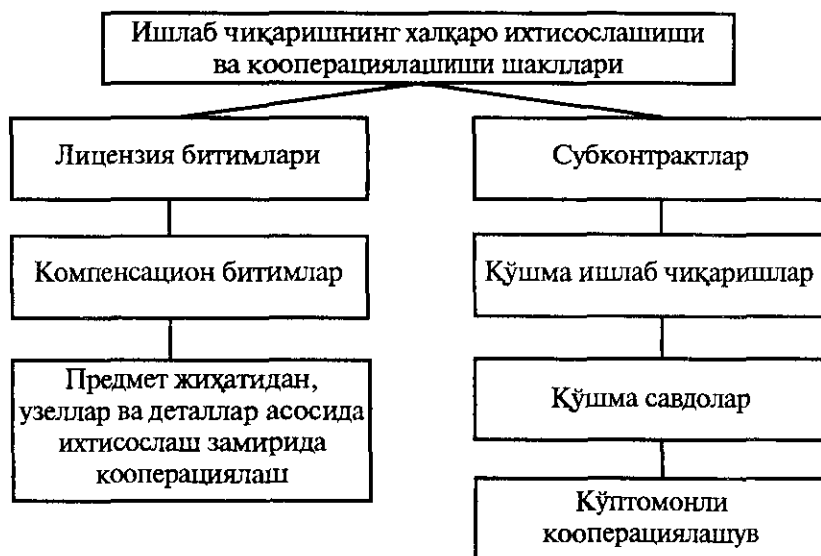 Ишлаб чиқаришнинг халқаро ихтисослашиши
ва кооперациялашиши шакллари
Лицензия битимлари
Компенсацион битимлар
Предмет жиҳатидан,
узеллар ва деталлар асосида
ихтисослаш замирида
кооперациялаш
Субконтрактлар
Қўшма ишлаб чиқаришлар
Қўшма савдолар
Кўптомонли
кооперациялашув